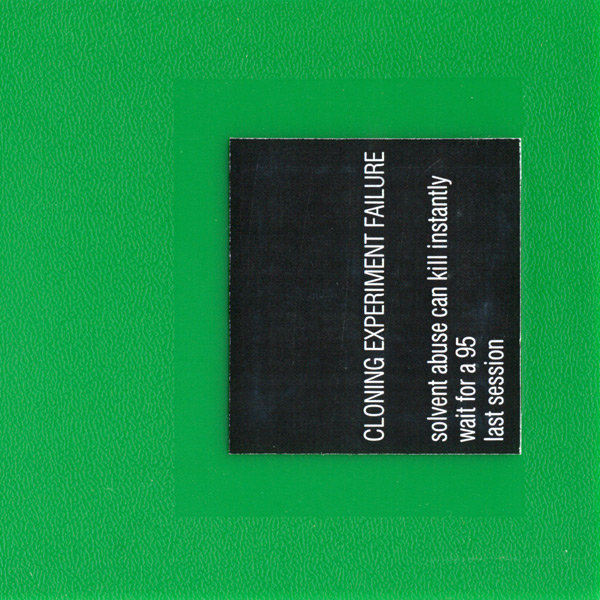 CLONING EXPERIMENT FAILURE
solvent abuse can kill instantly
wait for a 95
last session